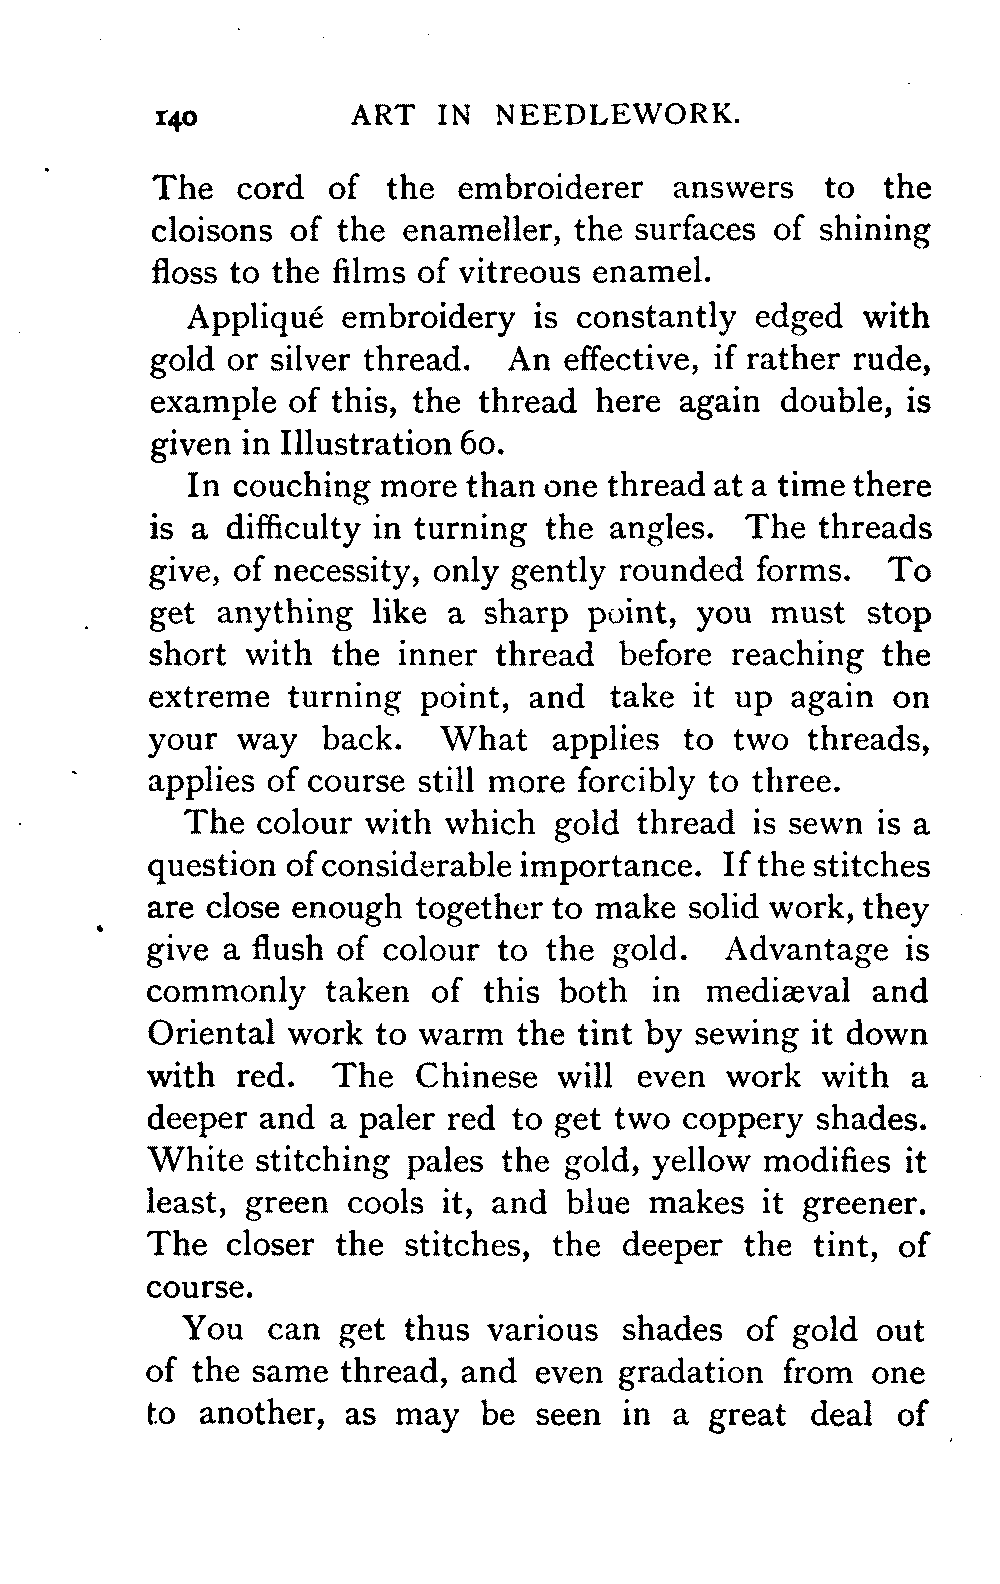 140 ART IN NEEDLEWORK.
The cord of the embroiderer answers to the
cloisons of the enameller, the surfaces of shining
floss to the films of vitreous enamel.
Appliqué embroidery is constantly edged with
gold or silver thread. An effective, if rather rude,
example of this, the thread here again double, is
given in Illustration 60.
In couching more than one thread at a time there
is a difficulty in turning the angles. The threads
give, of necessity, only gently rounded forms. To
get anything like a sharp point, you must stop
short with the inner thread before reaching the
extreme turning point, and take it up again on
your way back. What applies to two threads,
applies of course still more forcibly to three.
The colour with which gold thread is sewn is a
question of considerable importance. If the stitches
are close enough together to make solid work, they
give a flush of colour to the gold. Advantage is
commonly taken of this both in mediæval and
Oriental work to warm the tint by sewing it down
with red. The Chinese will even work with a
deeper and a paler red to get two coppery shades.
White stitching pales the gold, yellow modifies it
least, green cools it, and blue makes it greener.
The closer the stitches, the deeper the tint, of
course.
You can get thus various shades of gold out
of the same thread, and even gradation from one
to another, as may be seen in a great deal of